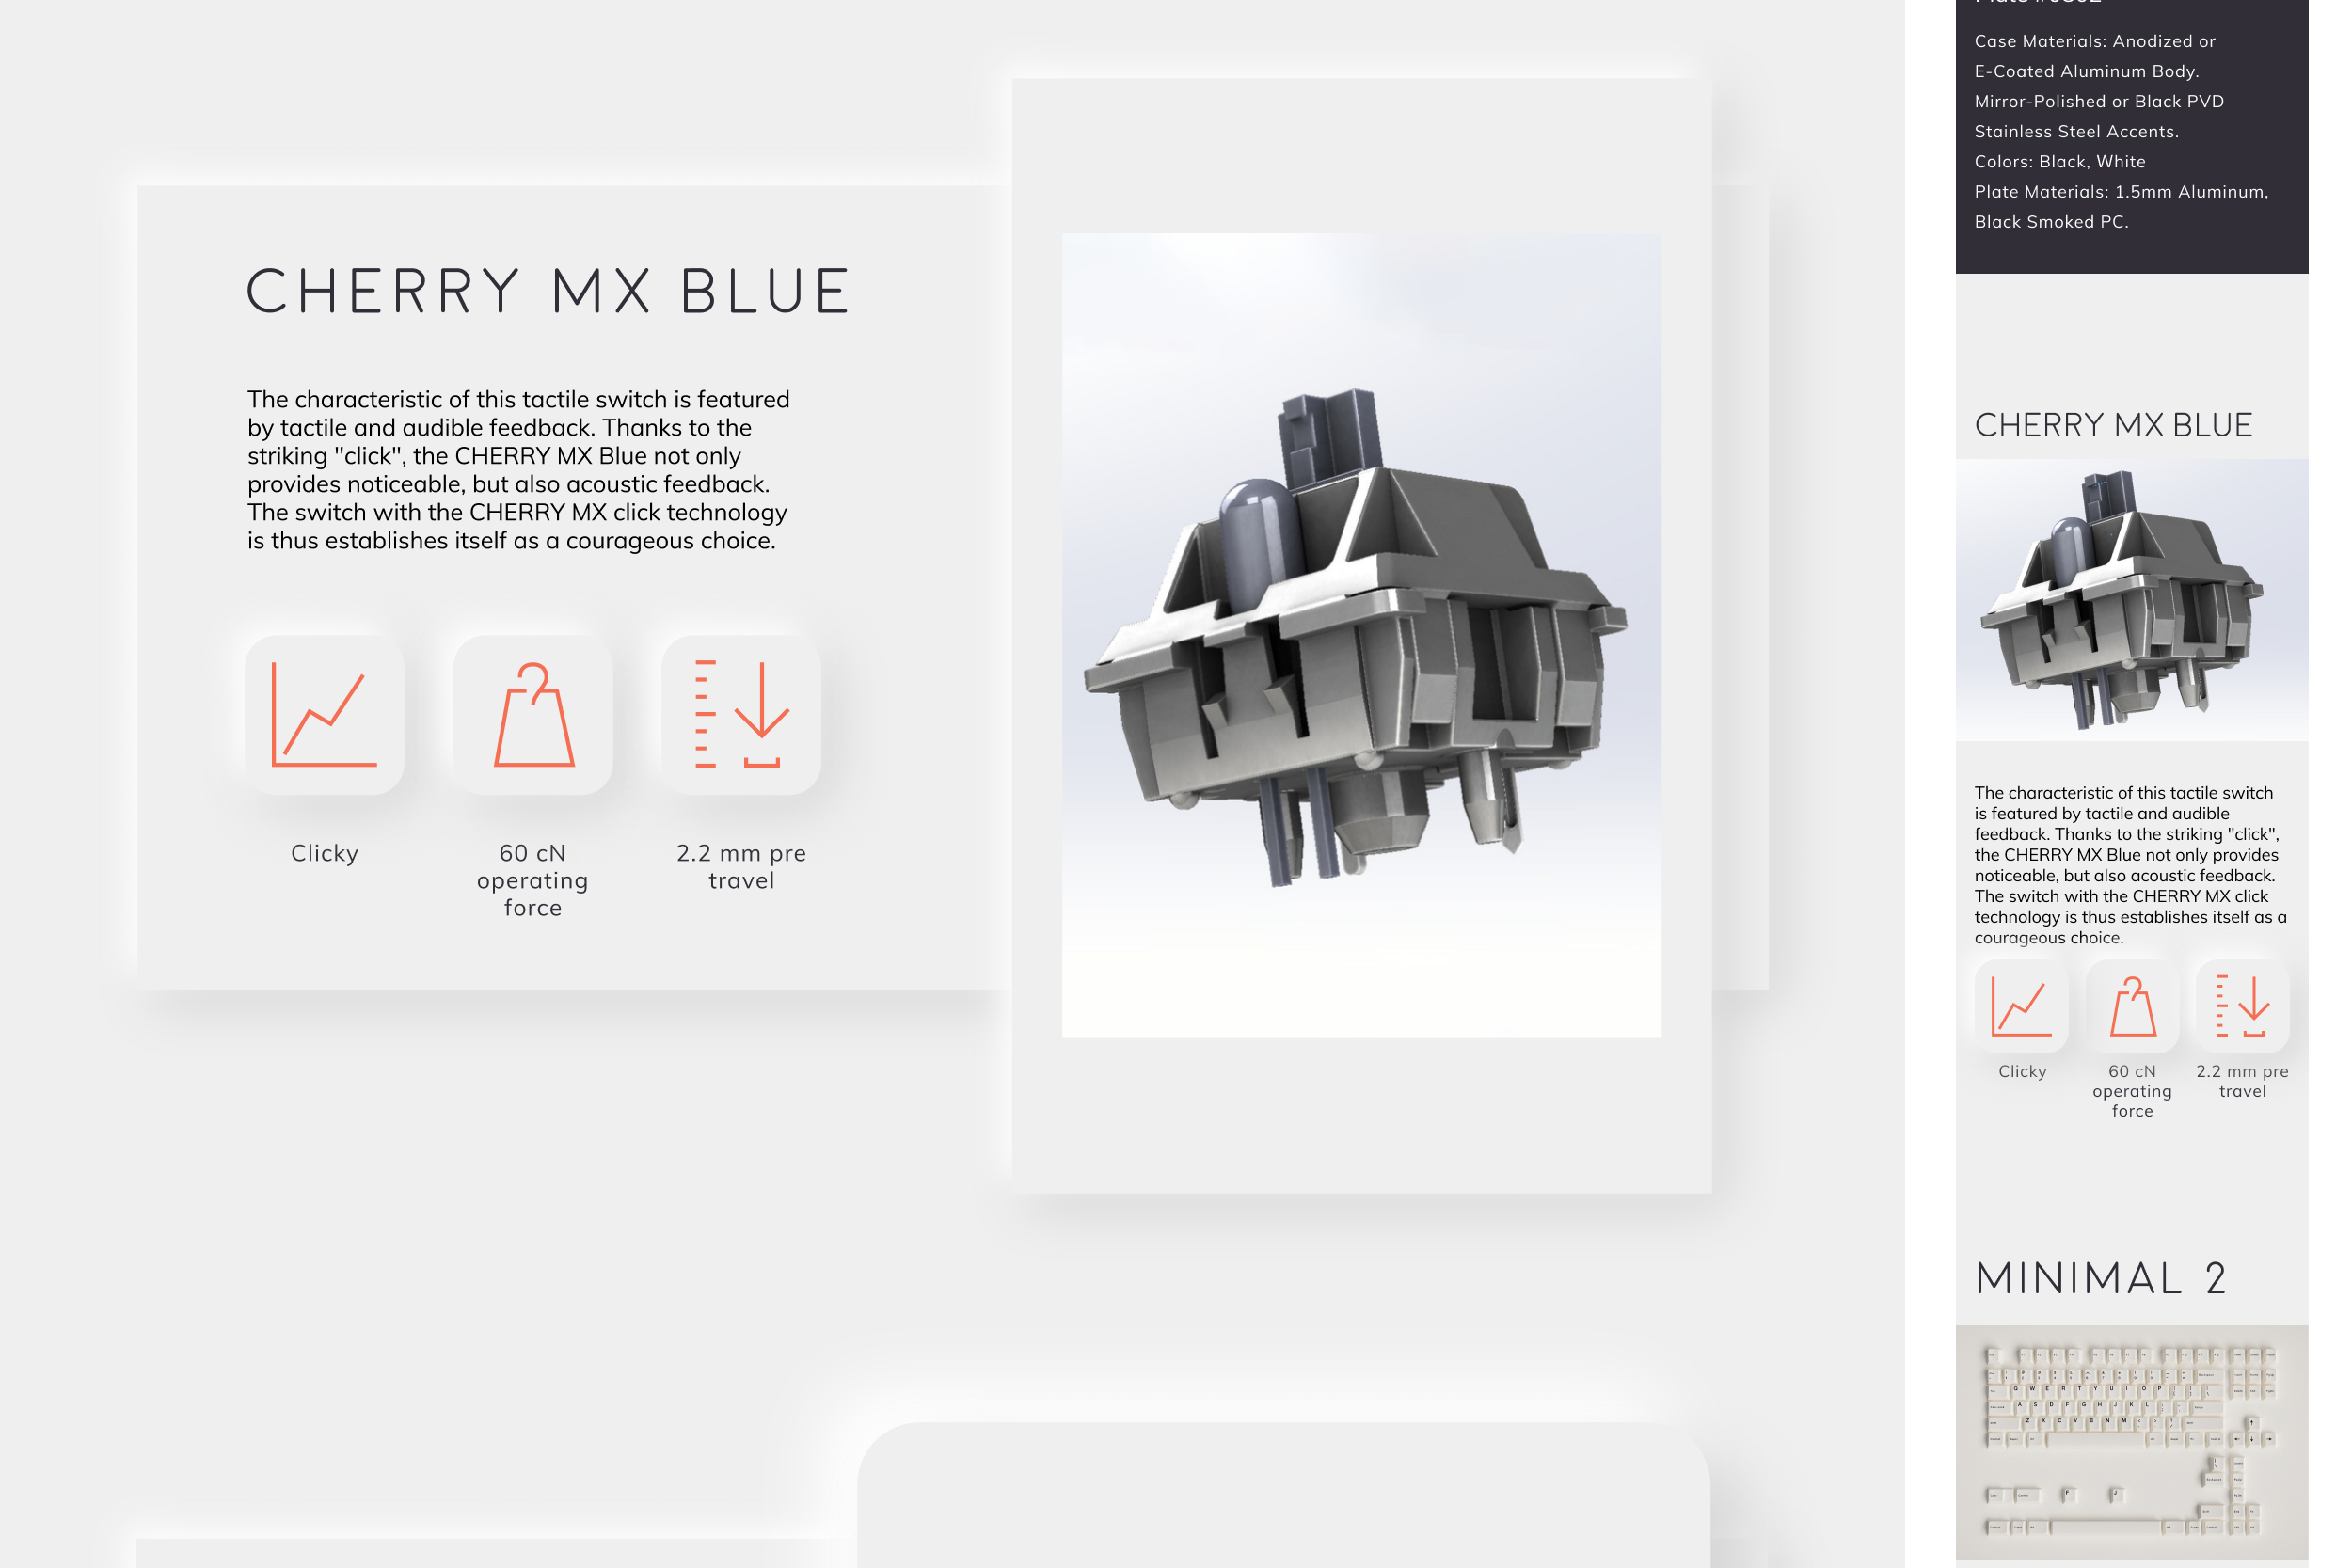 CHERRY MX BLUE
The characteristic of this tactile switch is featured
by tactile and audible feedback. Thanks to the
striking "click", the CHERRY MX Blue not only
provides noticeable, but also acoustic feedback.
The switch with the CHERRY MX click technology
is thus establishes itself as a courageous choice.
Clicky
60 cN
operating
force
2.2 mm pre
travel
Case Materials: Anodized or
E-Coated Aluminum Body.
Mirror-Polished or Black PVD
Stainless Steel Accents.
Colors: Black, White
Plate Materials: 1.5mm Aluminum,
Black Smoked PC.
CHERRY MX BLUE
The characteristic of this tactile switch
is featured by tactile and audible
feedback. Thanks to the striking "click",
the CHERRY MX Blue not only provides
noticeable, but also acoustic feedback.
The switch with the CHERRY MX click
technology is thus establishes itself as a
courageous choice.
Clicky
60 cN
operating
force
2.2 mm pre
travel
MINIMAL 2